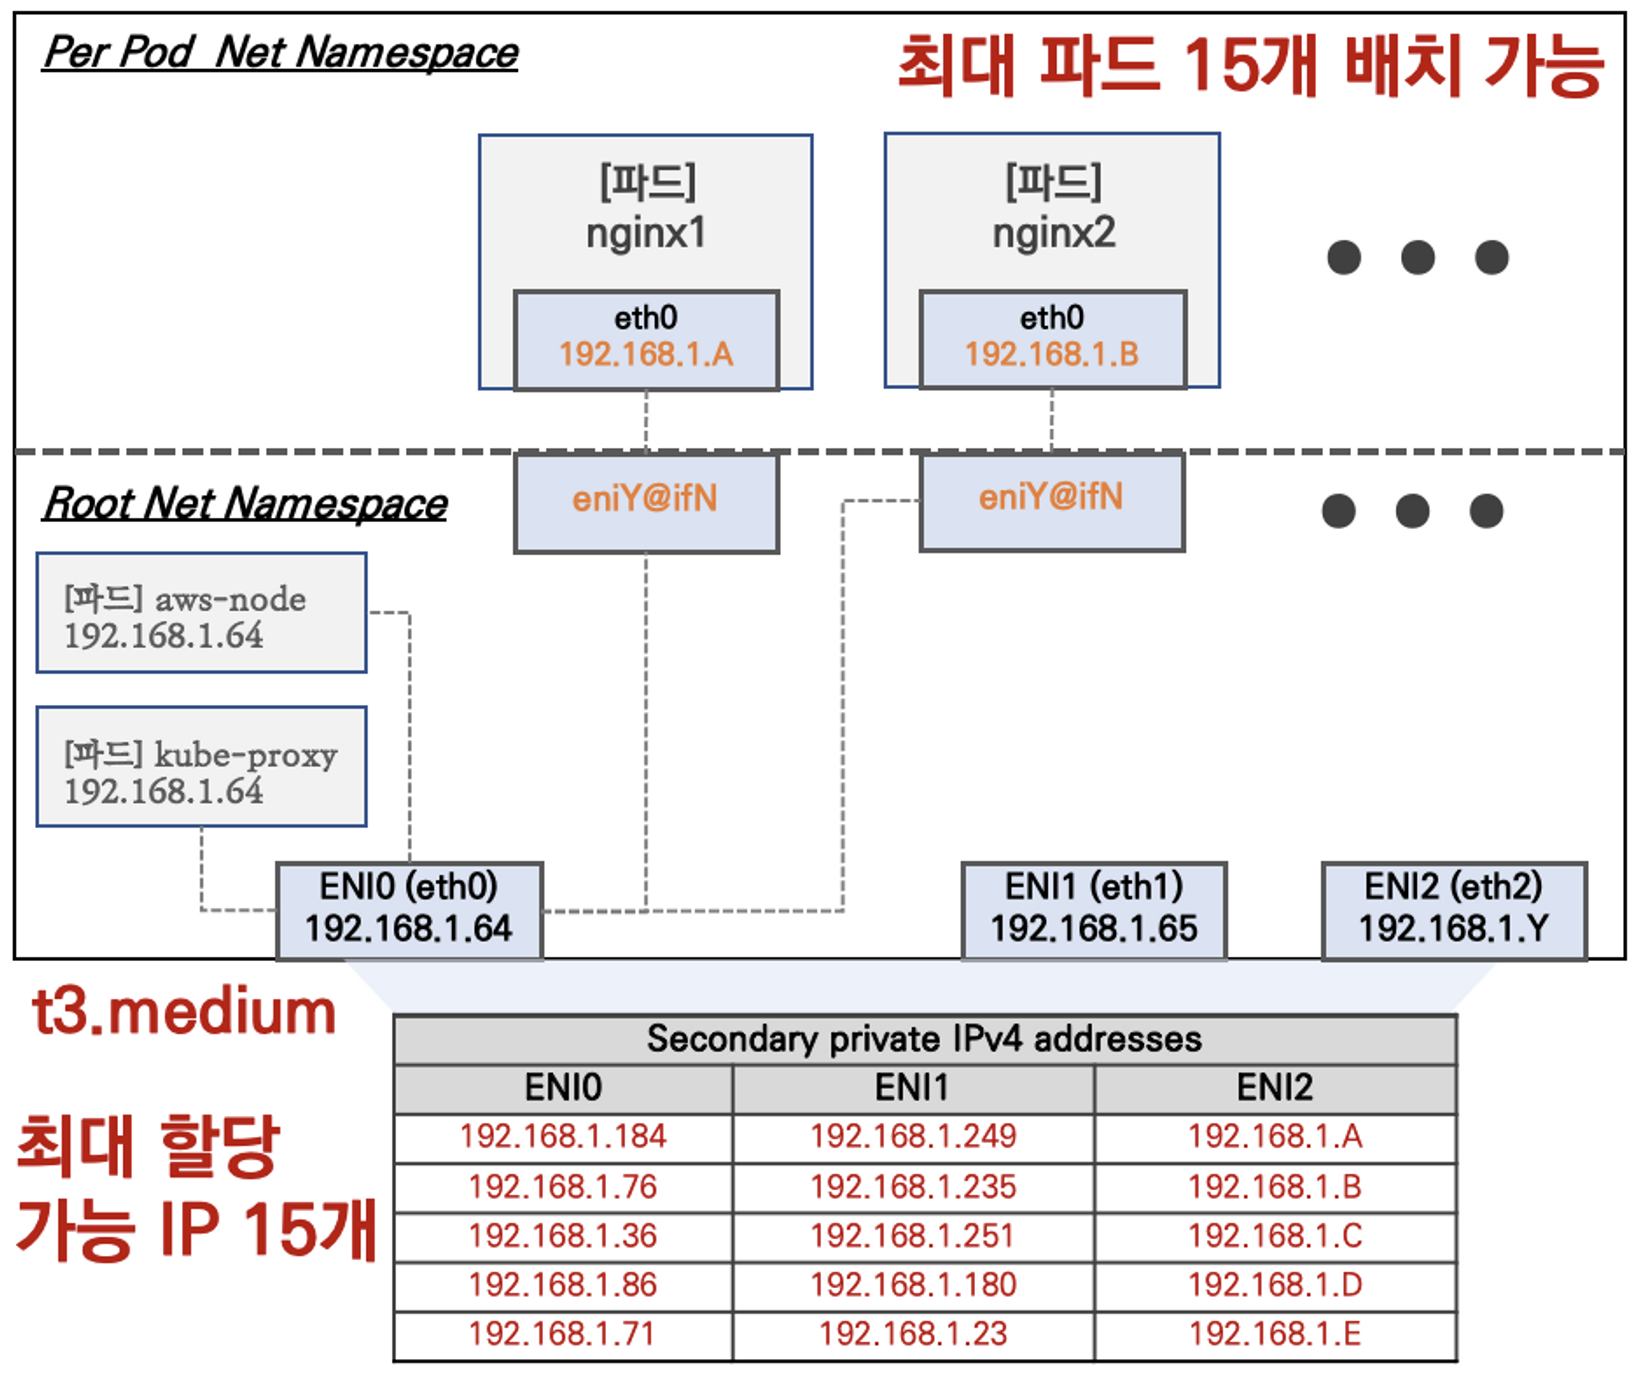 Per Pod Net Namespace
최대 파드 15개 배치 가능
[파드]
nginx1
eth0
192.168.1.A
[파드]
nginx2
eth0
192.168.1.B
eniY@ifN
eniY@ifN
Root Net Namespace
[파드] aws-node
192.168.1.64
[파드] kube-proxy
192.168.1.64
ENI0 (eth0)
192.168.1.64
ENI1 (eth1)
192.168.1.65
ENI2 (eth2)
192.168.1.Y
t3.medium
최대 할당
가능 IP 15개
Secondary private IPv4 addresses
ENI0 ENI1 ENI2
192.168.1.184 192.168.1.249 192.168.1.A
192.168.1.76 192.168.1.235 192.168.1.B
192.168.1.36 192.168.1.251 192.168.1.C
192.168.1.86 192.168.1.180 192.168.1.D
192.168.1.71 192.168.1.23 192.168.1.E